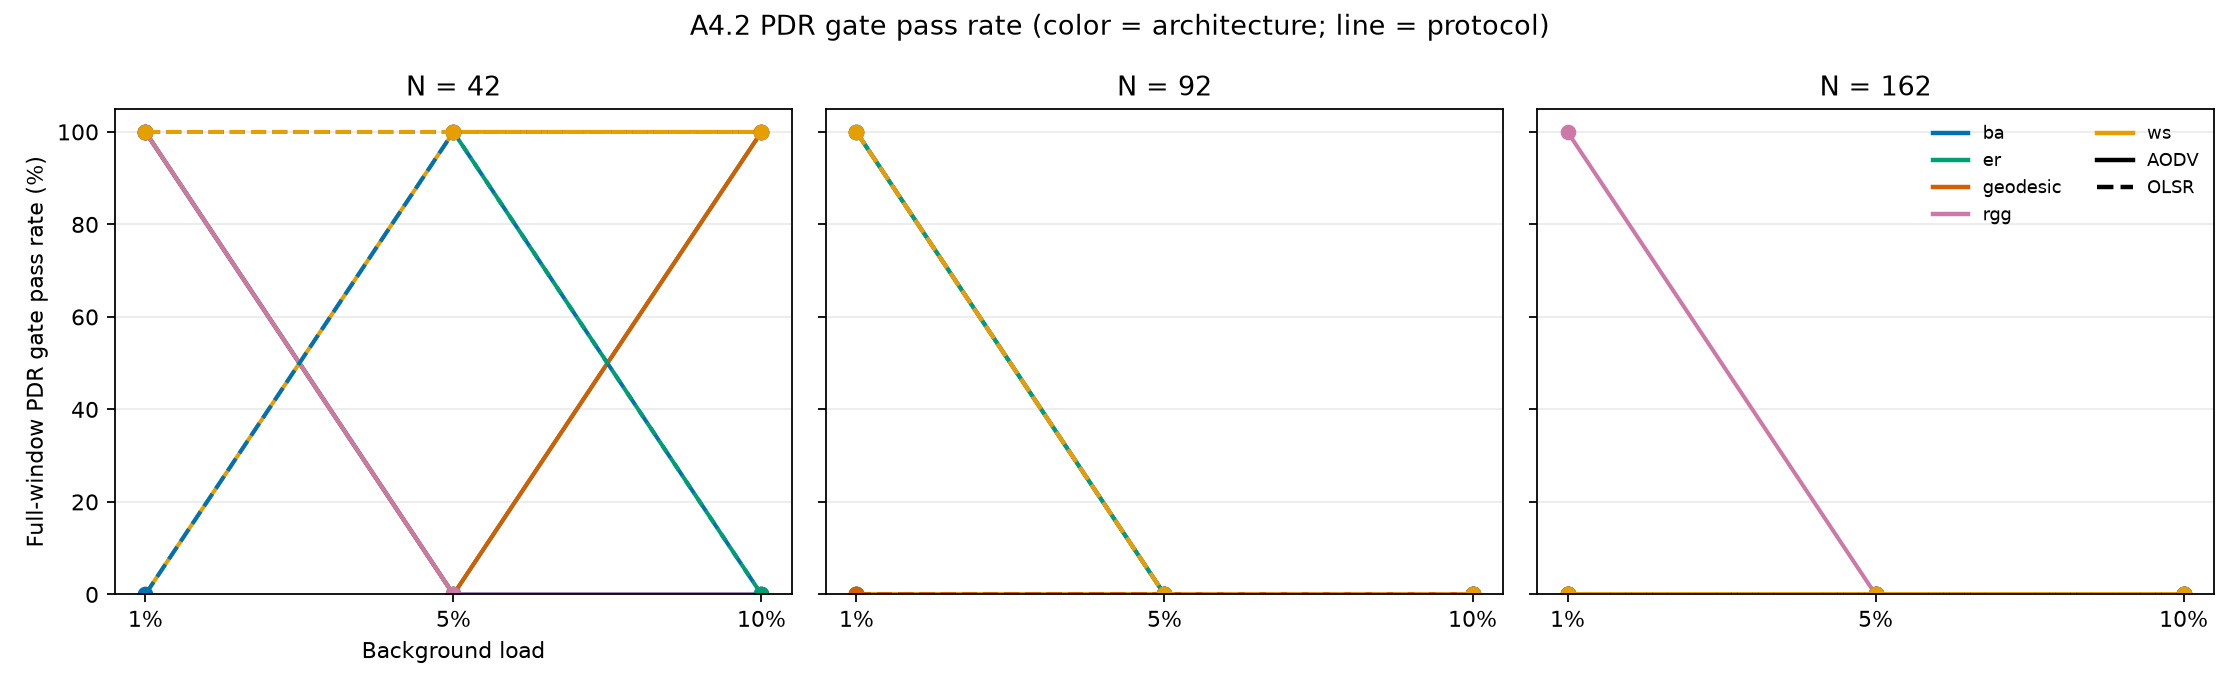 A4.2 PDR gate pass rate (color = architecture; line = protocol)
N = 42
N = 92
N = 162
Full-window PDR gate pass rate (%)
100
80
60
40
20
0
1%
5%
10%
Background load
1%
5%
10%
1%
5%
10%
ba
er
geodesic
rgg
ws
AODV
OLSR